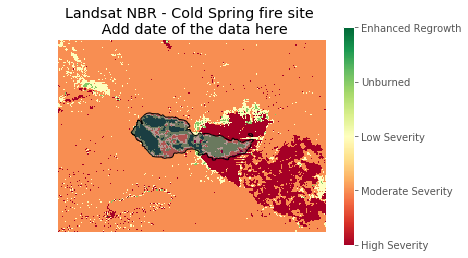 Landsat NBR - Cold Spring fire site
Add date of the data here
Enhanced Regrowth
Unburned
Low Severity
Moderate Severity
High Severity